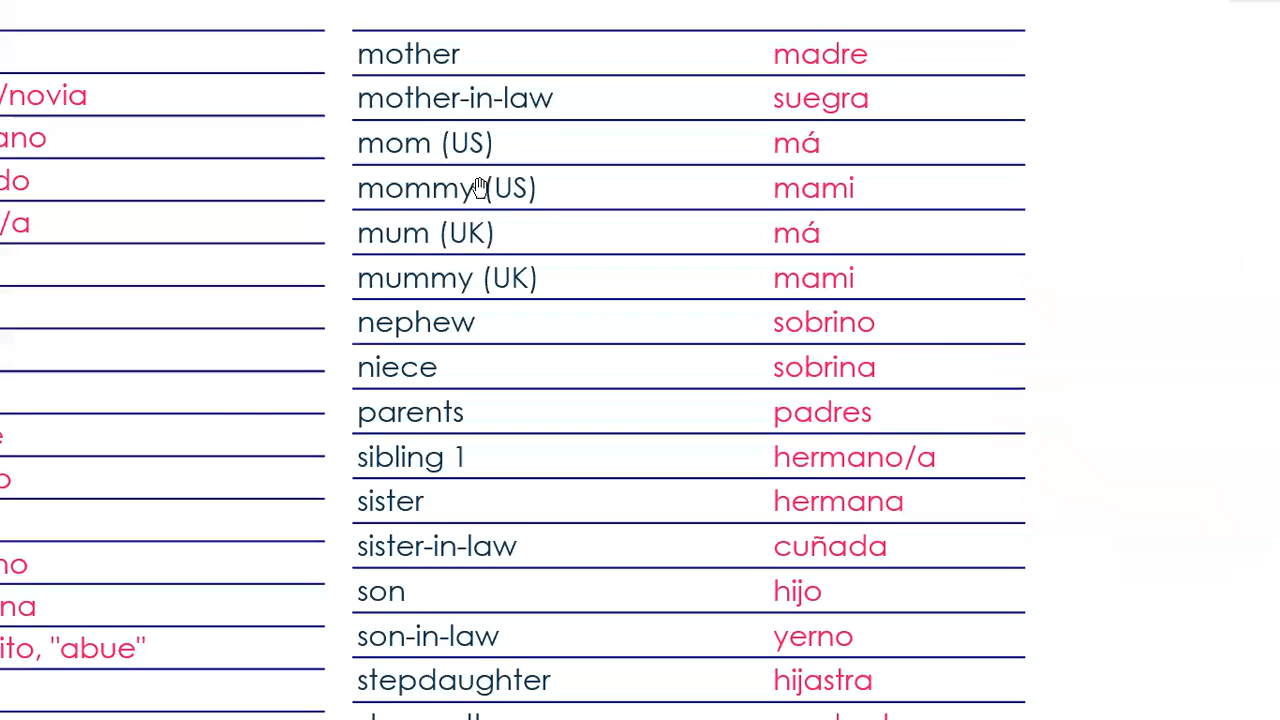 /novia
ano
do
/a
e
o
no
na
ito, "abue"
mother madre
mother-in-law suegra
mom (US) má
mommy (US) mami
mum (UK) má
mummy (UK) mami
nephew sobrino
niece sobrina
parents padres
sibling 1 hermano/a
sister hermana
sister-in-law cuñada
son hijo
son-in-law yerno
stepdaughter hijastra